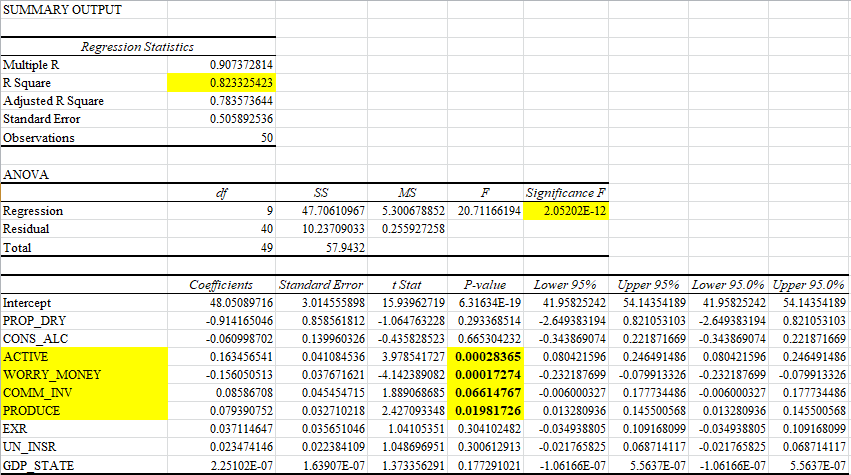 SUMMARY OUTPUT
Regression Statistics
Multiple R 0.907372814
R Square 0.823325423
Adjusted R Square 0.783573644
Standard Error 0.505892536
Observations 50
ANOVA
df SS MS F Significance F
Regression 9 47.70610967 5.300678852 20.71166194 2.05202E-12
Residual 40 10.23709033 0.255927258
Total 49 57.9432
Coefficients Standard Error t Stat P-value Lower 95% Upper 95% Lower 95.0% Upper 95.0%
Intercept 48.05089716 3.014555898 15.93962719 6.31634E-19 41.95825242 54.14354189 41.95825242 54.14354189
PROP_DRY -0.914165046 0.858561812 -1.064763228 0.293368514 -2.649383194 0.821053103 -2.649383194 0.821053103
CONS_ALC -0.060998702 0.139960326 -0.435828523 0.665304232 -0.343869074 0.221871669 -0.343869074 0.221871669
ACTIVE 0.163456541 0.041084536 3.978541727 0.00028365 0.080421596 0.246491486 0.080421596 0.246491486
WORRY_MONEY -0.156050513 0.037671621 -4.142389082 0.00017274 -0.232187699 -0.079913326 -0.232187699 -0.079913326
COMM_INV 0.08586708 0.045454715 1.889068685 0.06614767 -0.006000327 0.177734486 -0.006000327 0.177734486
PRODUCE 0.079390752 0.032710218 2.427093348 0.01981726 0.013280936 0.145500568 0.013280936 0.145500568
EXR 0.037114647 0.035651046 1.04105351 0.304102482 -0.034938805 0.109168099 -0.034938805 0.109168099
UN_INSR 0.023474146 0.022384109 1.048696951 0.300612913 -0.021765825 0.068714117 -0.021765825 0.068714117
GDP_STATE 2.25102E-07 1.63907E-07 1.373356291 0.177291021 -1.06166E-07 5.5637E-07 -1.06166E-07 5.5637E-07